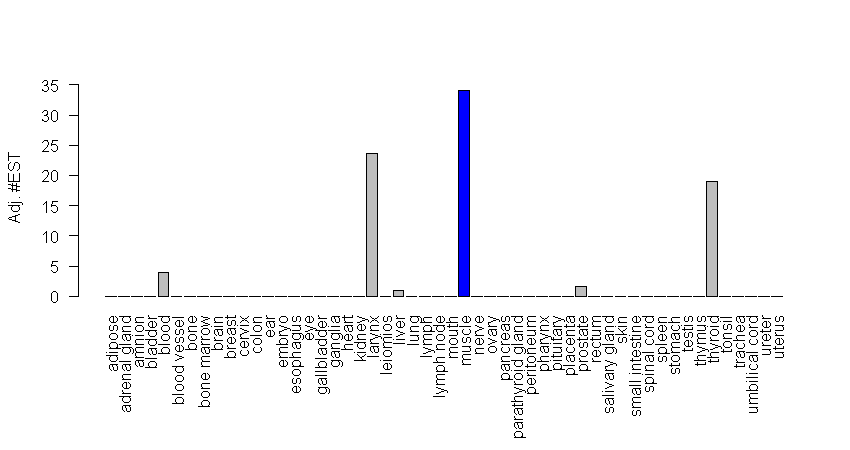 Adj. #EST
35
30
25
20
15
10
5
0
adipose
adrenal gland
amnion
bladder
blood
blood vessel
bone
bone marrow
brain
breast
cervix
colon
ear
embryo
esophagus
eye
gallbladder
ganglia
heart
kidney
larynx
leiomios
liver
lung
lymph
lymph node
mouth
muscle
nerve
ovary
pancreas
parathyroid gland
peritoneum
pharynx
pituitary
placenta
prostate
rectum
salivary gland
skin
small intestine
spinal cord
spleen
stomach
testis
thymus
thyroid
tonsil
trachea
umbilical cord
ureter
uterus